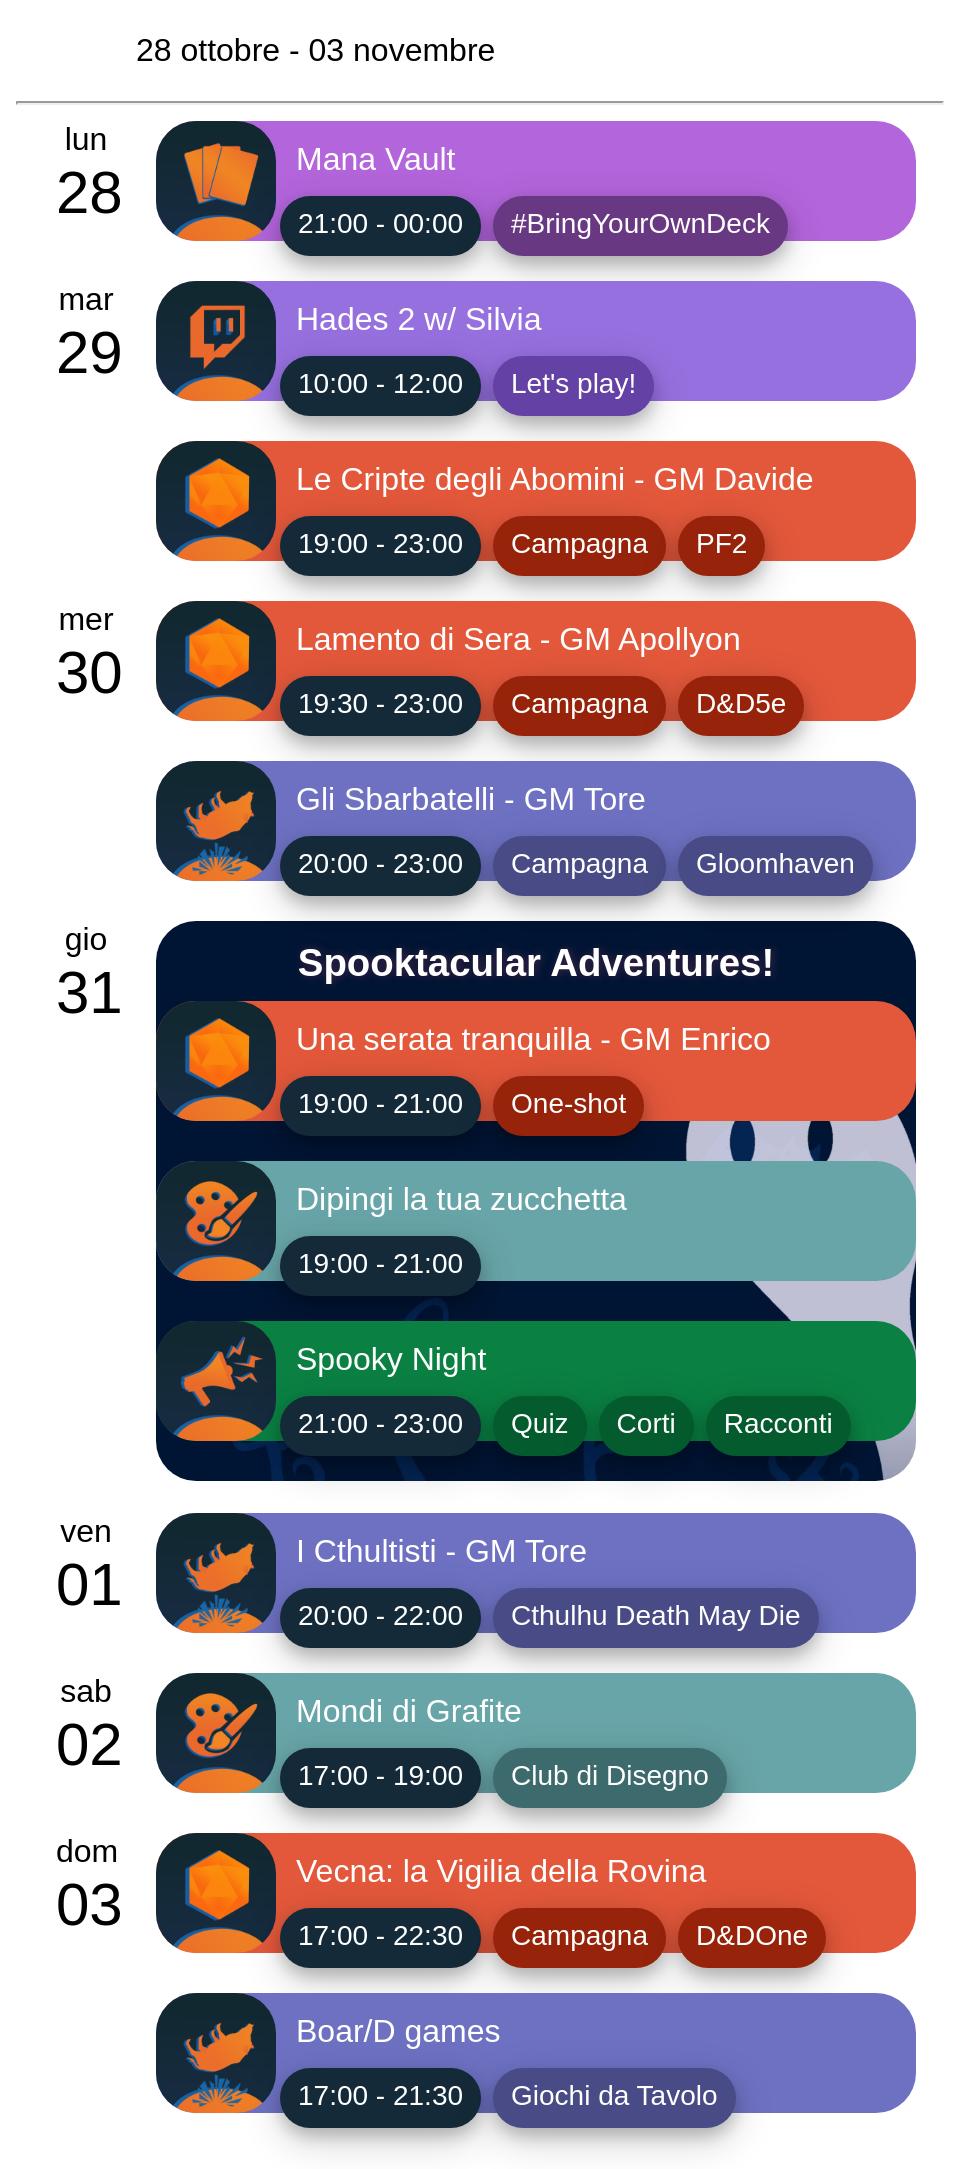 28 ottobre - 03 novembre
lun
28
Mana Vault
21:00 - 00:00 #BringYourOwnDeck
mar
29
Hades 2 w/ Silvia
10:00 - 12:00 Let's play!
Le Cripte degli Abomini - GM Davide
19:00 - 23:00 Campagna PF2
mer
30
Lamento di Sera - GM Apollyon
19:30 - 23:00 Campagna D&D5e
Gli Sbarbatelli - GM Tore
20:00 - 23:00 Campagna Gloomhaven
gio
31
Spooktacular Adventures!
Una serata tranquilla - GM Enrico
19:00 - 21:00 One-shot
Dipingi la tua zucchetta
19:00 - 21:00
Spooky Night
21:00 - 23:00 Quiz Corti Racconti
ven
01
I Cthultisti - GM Tore
20:00 - 22:00 Cthulhu Death May Die
sab
02
Mondi di Grafite
17:00 - 19:00 Club di Disegno
dom
03
Vecna: la Vigilia della Rovina
17:00 - 22:30 Campagna D&DOne
Boar/D games
17:00 - 21:30 Giochi da Tavolo